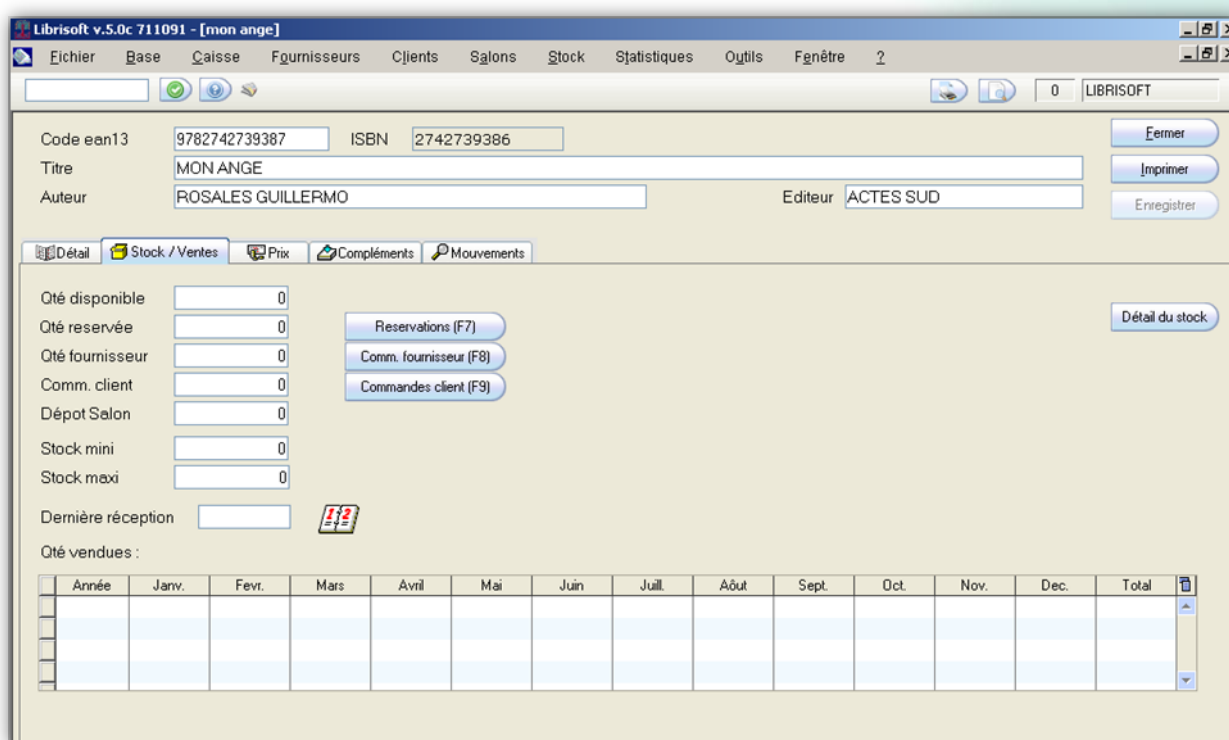 Librisoft v.5.0c 711091 - [mon ange]
Fichier Base Caisse Fournisseurs Clients Salons Stock Statistiques Outils Fenêtre ?
0 LIBRISOFT
Code ean13 9782742739387 ISBN 2742739386 Fermer
Titre MON ANGE Imprimer
Auteur ROSALES GUILLERMO Editeur ACTES SUD Enregistrer
Détail Stock / Ventes Prix Compléments Mouvements
Qté disponible 0
Détail du stock
Qté reservée 0 Reservations (F7)
Qté fournisseur 0 Comm. fournisseur (F8)
Comm. client 0 Commandes client (F9)
Dépot Salon 0
Stock mini 0
Stock maxi 0
Dernière réception 1 2
Qté vendues :
Année Janv. Fevr. Mars Avril Mai Juin Juill. Aôut Sept. Oct. Nov. Dec. Total